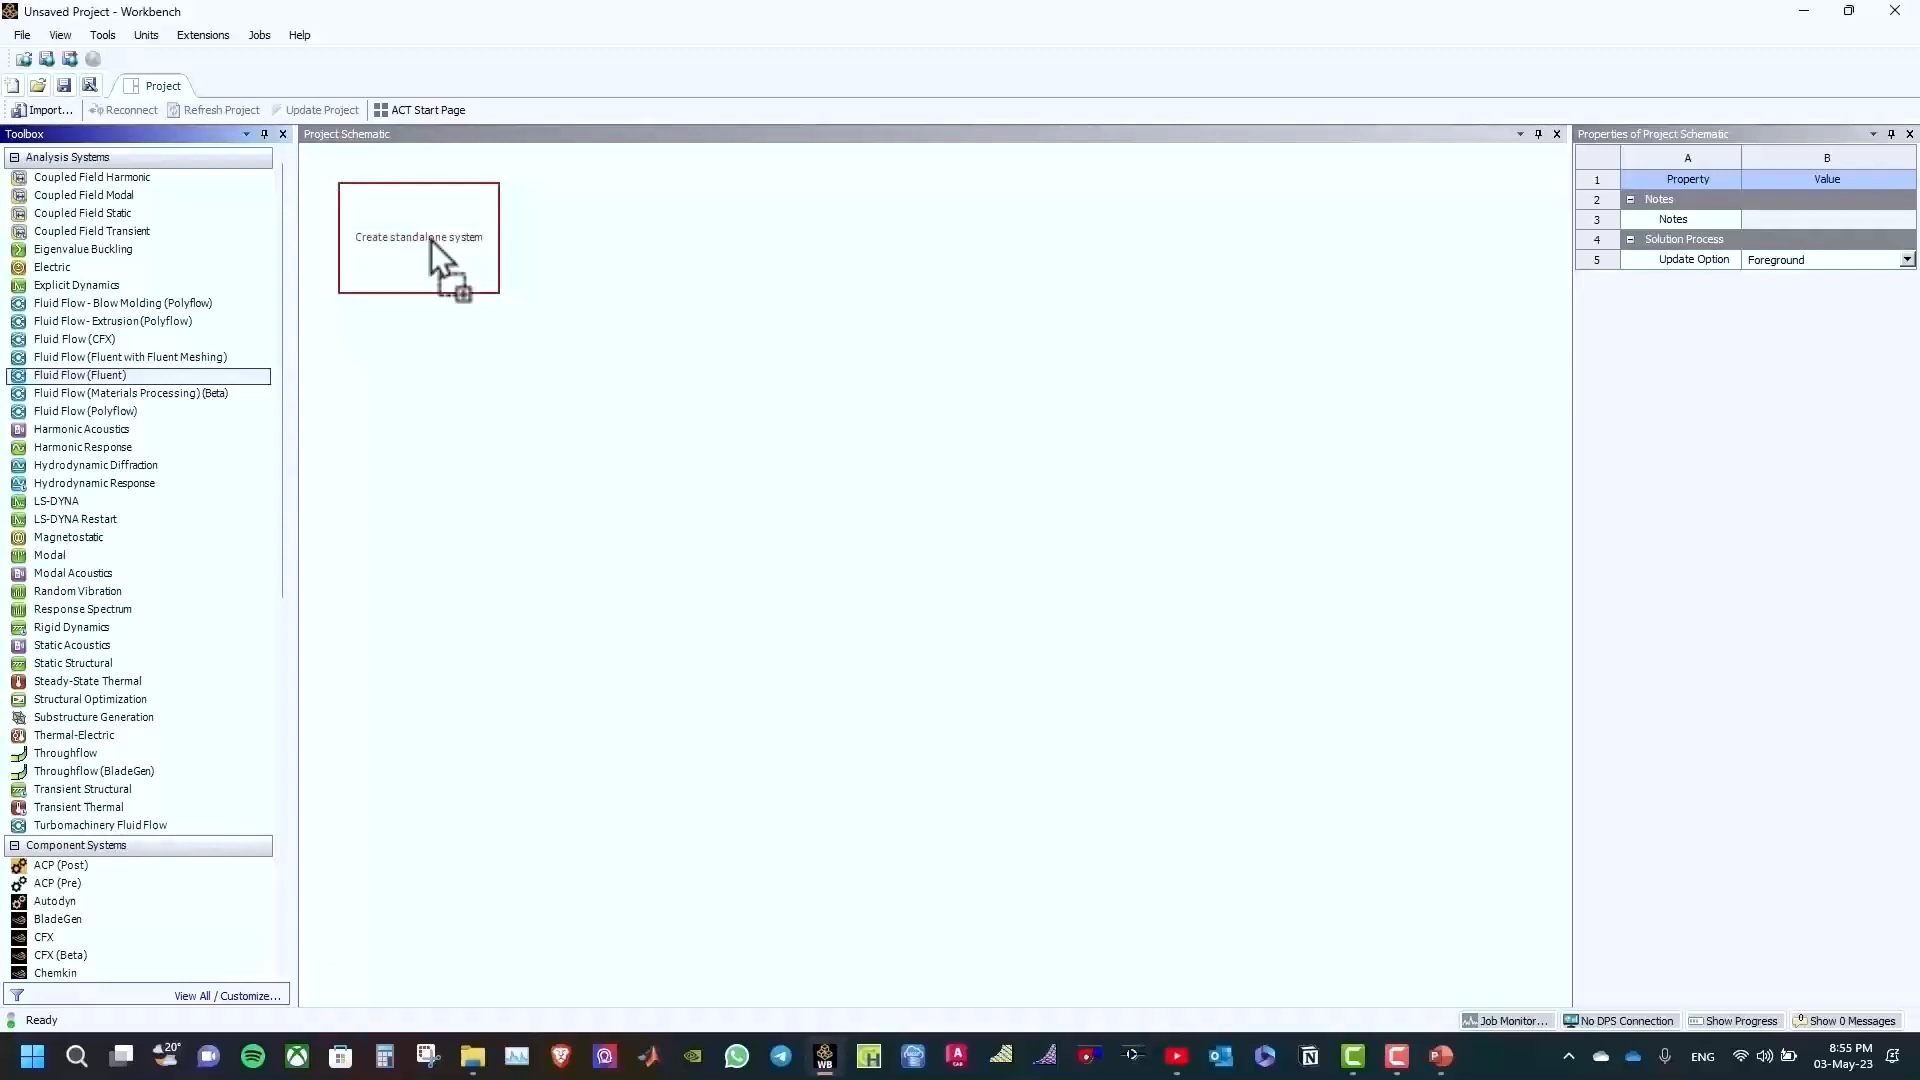 Unsaved Project - Workbench
File View Tools Units Extensions Jobs Help
Project
Import... Reconnect Refresh Project Update Project ACT Start Page
Toolbox
Analysis Systems
Coupled Field Harmonic
Coupled Field Modal
Coupled Field Static
Coupled Field Transient
Eigenvalue Buckling
Electric
Explicit Dynamics
Fluid Flow - Blow Molding (Polyflow)
Fluid Flow - Extrusion (Polyflow)
Fluid Flow (CFX)
Fluid Flow (Fluent with Fluent Meshing)
Fluid Flow (Fluent)
Fluid Flow (Materials Processing) (Beta)
Fluid Flow (Polyflow)
Harmonic Acoustics
Harmonic Response
Hydrodynamic Diffraction
Hydrodynamic Response
LS-DYNA
LS-DYNA Restart
Magnetostatic
Modal
Modal Acoustics
Random Vibration
Response Spectrum
Rigid Dynamics
Static Acoustics
Static Structural
Steady-State Thermal
Structural Optimization
Substructure Generation
Thermal-Electric
Throughflow
Throughflow (BladeGen)
Transient Structural
Transient Thermal
Turbomachinery Fluid Flow
Component Systems
ACP (Post)
ACP (Pre)
Autodyn
BladeGen
CFX
CFX (Beta)
Chemkin
View All / Customize...
Project Schematic
Create standalone system
Properties of Project Schematic
A B
1 Property Value
2 Notes
3 Notes
4 Solution Process
5 Update Option Foreground
Ready
Job Monitor... No DPS Connection Show Progress Show 0 Messages
20°
WB
ENG
8:55 PM
03-May-23